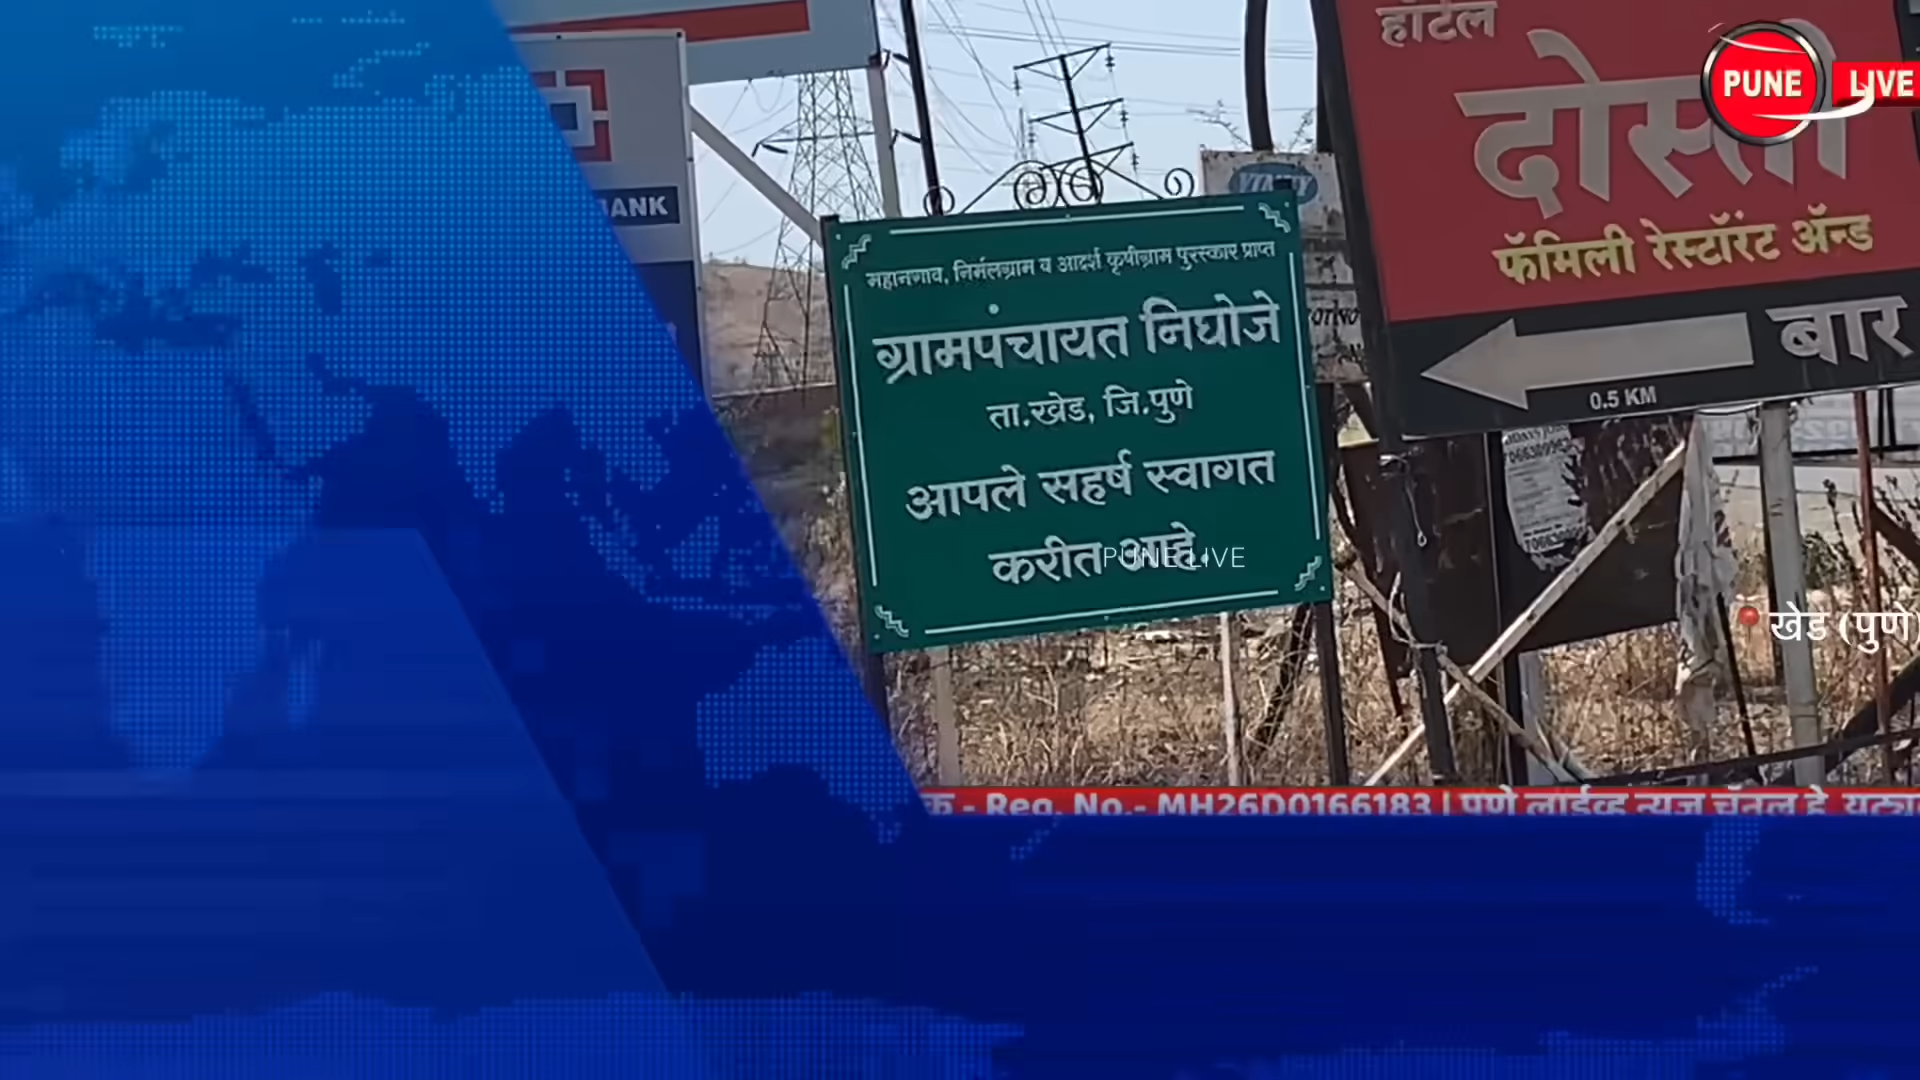 हॉटेल
दोस्ती
फॅमिली रेस्टॉरंट अ‍ॅन्ड
बार
0.5 KM
PUNE LIVE
BANK
महानगाव, निर्मलग्राम व आदर्श कृषीग्राम पुरस्कार प्राप्त
ग्रामपंचायत निघोजे
ता.खेड, जि.पुणे
आपले सहर्ष स्वागत
करीत आहे.
PUNE LIVE
खेड (पुणे)
क - Reg. No.- MH26D0166183 | पुणे लाईव्ह न्यूज चॅनल हे